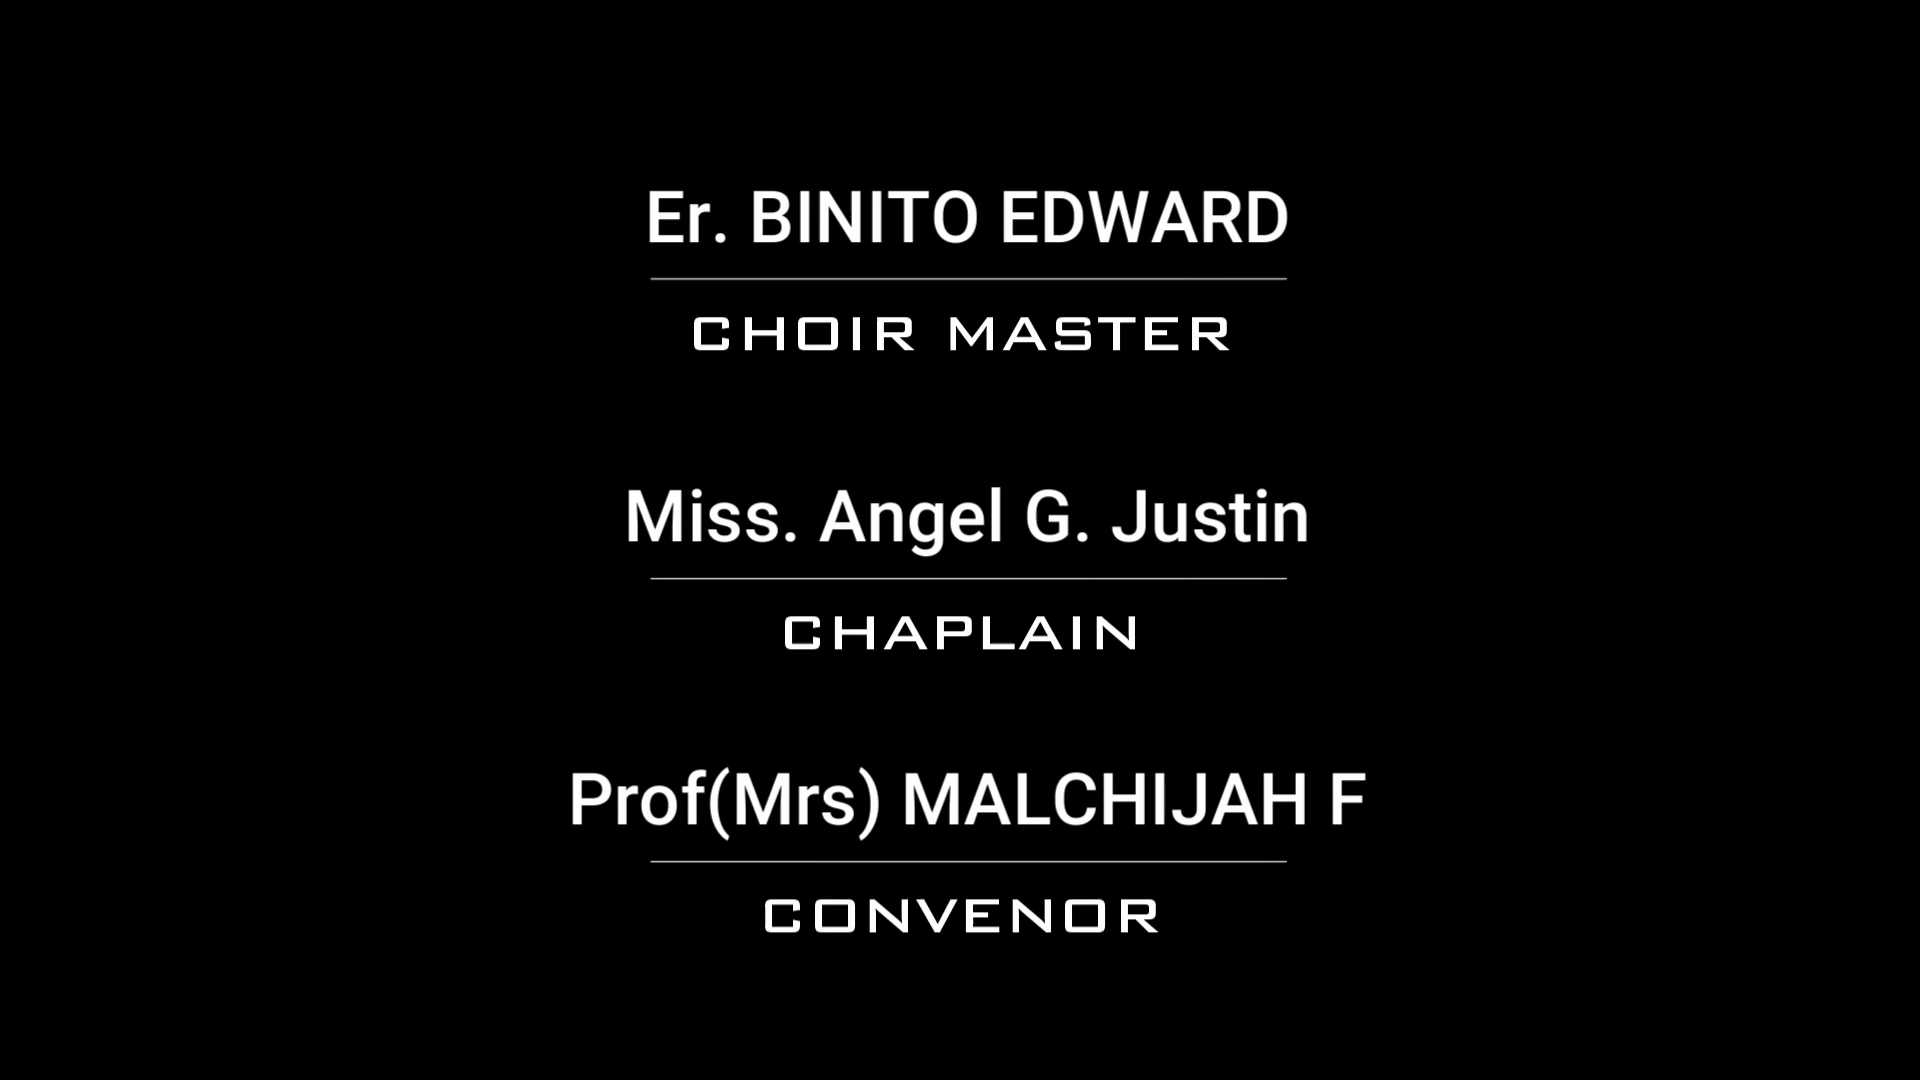 Er. BINITO EDWARD
CHOIR MASTER
Miss. Angel G. Justin
CHAPLAIN
Prof(Mrs) MALCHIJAH F
CONVENOR